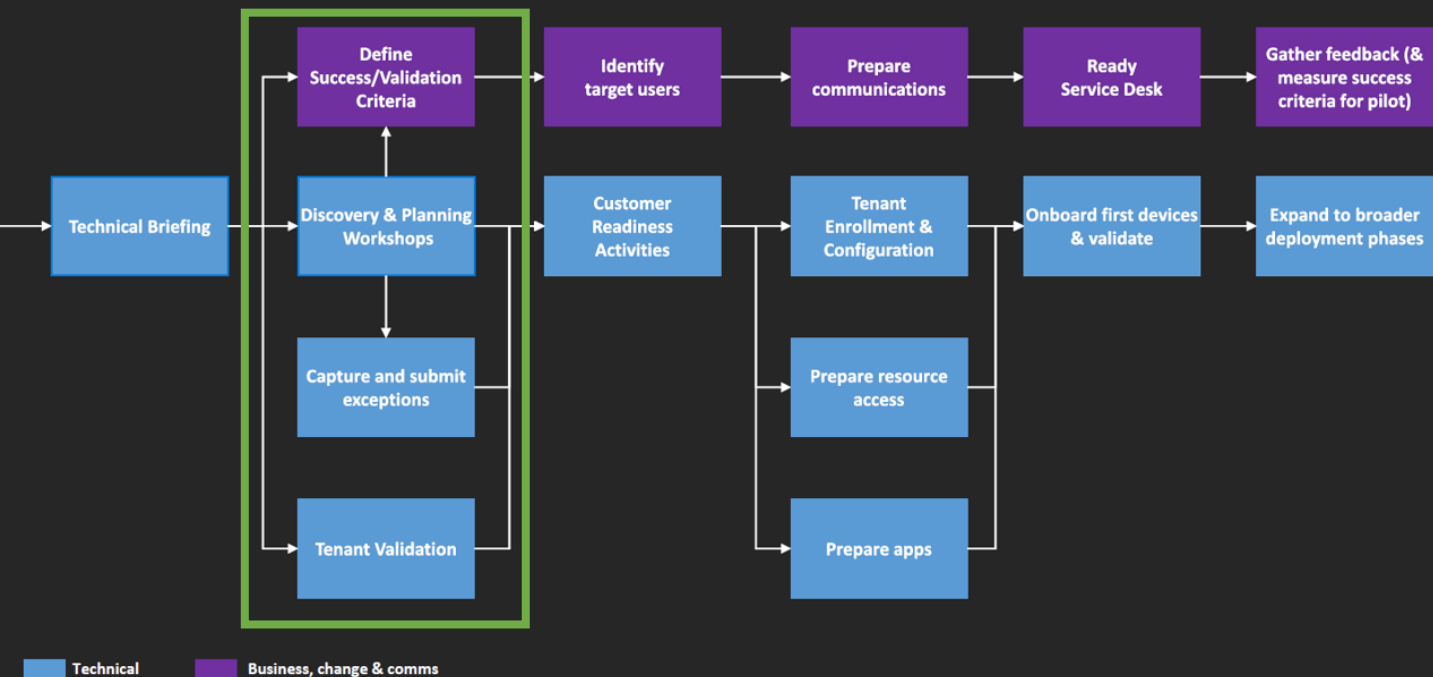 Define
Success/Validation
Criteria
Identify
target users
Prepare
communications
Ready
Service Desk
Gather feedback (&
measure success
criteria for pilot)
Technical Briefing
Discovery & Planning
Workshops
Customer
Readiness
Activities
Tenant
Enrollment &
Configuration
Onboard first devices
& validate
Expand to broader
deployment phases
Capture and submit
exceptions
Prepare resource
access
Tenant Validation
Prepare apps
Technical
Business, change & comms